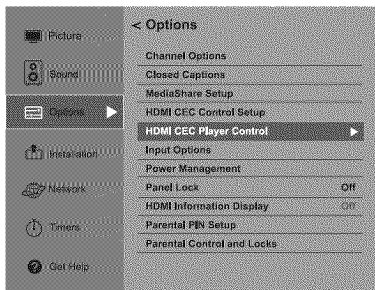 Picture
Sound
Options
Installation
Network
Timers
Get Help
< Options
Channel Options
Closed Captions
MediaShare Setup
HDMI CEC Control Setup
HDMI CEC Player Control
Input Options
Power Management
Panel Lock Off
HDMI Information Display Off
Parental PIN Setup
Parental Control and Locks